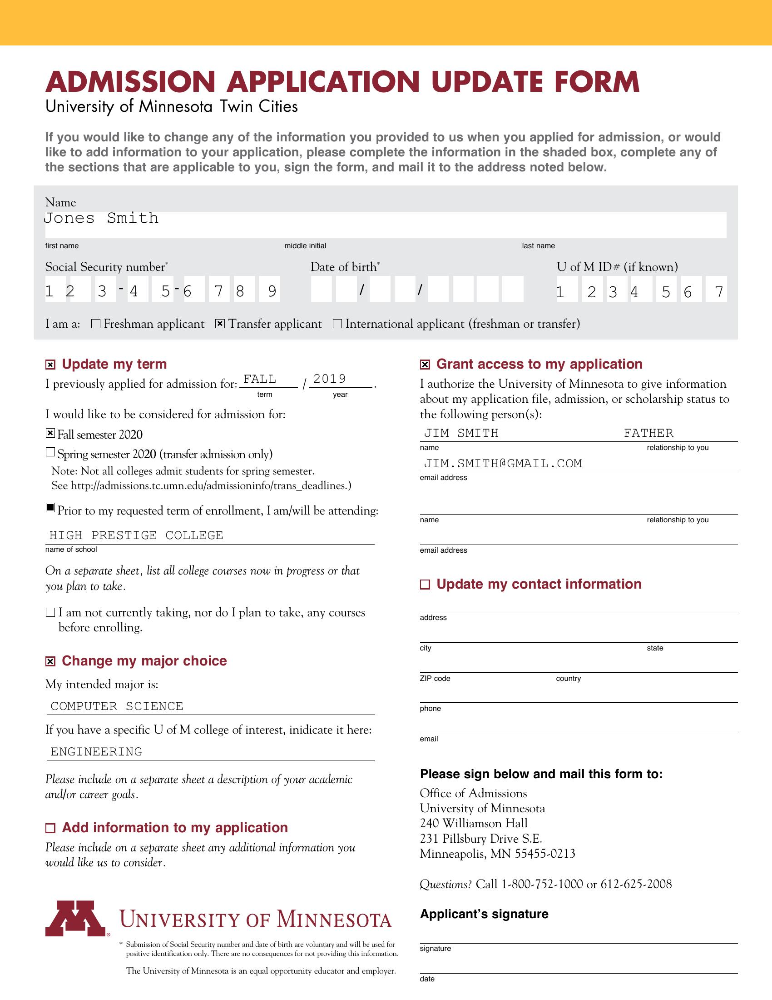 ADMISSION APPLICATION UPDATE FORM
University of Minnesota Twin Cities
If you would like to change any of the information you provided to us when you applied for admission, or would
like to add information to your application, please complete the information in the shaded box, complete any of
the sections that are applicable to you, sign the form, and mail it to the address noted below.
Name
Jones Smith
first name middle initial last name
Social Security number* Date of birth* U of M ID# (if known)
1 2 3 - 4 5 - 6 7 8 9 / / 1 2 3 4 5 6 7
I am a: ☐ Freshman applicant ☒ Transfer applicant ☐ International applicant (freshman or transfer)
☒ Update my term
I previously applied for admission for: FALL / 2019 .
term year
I would like to be considered for admission for:
☒ Fall semester 2020
☐ Spring semester 2020 (transfer admission only)
Note: Not all colleges admit students for spring semester.
See http://admissions.tc.umn.edu/admissioninfo/trans_deadlines.)
▣ Prior to my requested term of enrollment, I am/will be attending:
HIGH PRESTIGE COLLEGE
name of school
On a separate sheet, list all college courses now in progress or that
you plan to take.
☐ I am not currently taking, nor do I plan to take, any courses
before enrolling.
☒ Change my major choice
My intended major is:
COMPUTER SCIENCE
If you have a specific U of M college of interest, inidicate it here:
ENGINEERING
Please include on a separate sheet a description of your academic
and/or career goals.
☐ Add information to my application
Please include on a separate sheet any additional information you
would like us to consider.
☒ Grant access to my application
I authorize the University of Minnesota to give information
about my application file, admission, or scholarship status to
the following person(s):
JIM SMITH FATHER
name relationship to you
JIM.SMITH@GMAIL.COM
email address
name relationship to you
email address
☐ Update my contact information
address
city state
ZIP code country
phone
email
Please sign below and mail this form to:
Office of Admissions
University of Minnesota
240 Williamson Hall
231 Pillsbury Drive S.E.
Minneapolis, MN 55455-0213
Questions? Call 1-800-752-1000 or 612-625-2008
Applicant's signature
signature
date
M ®
UNIVERSITY OF MINNESOTA
* Submission of Social Security number and date of birth are voluntary and will be used for
positive identification only. There are no consequences for not providing this information.
The University of Minnesota is an equal opportunity educator and employer.